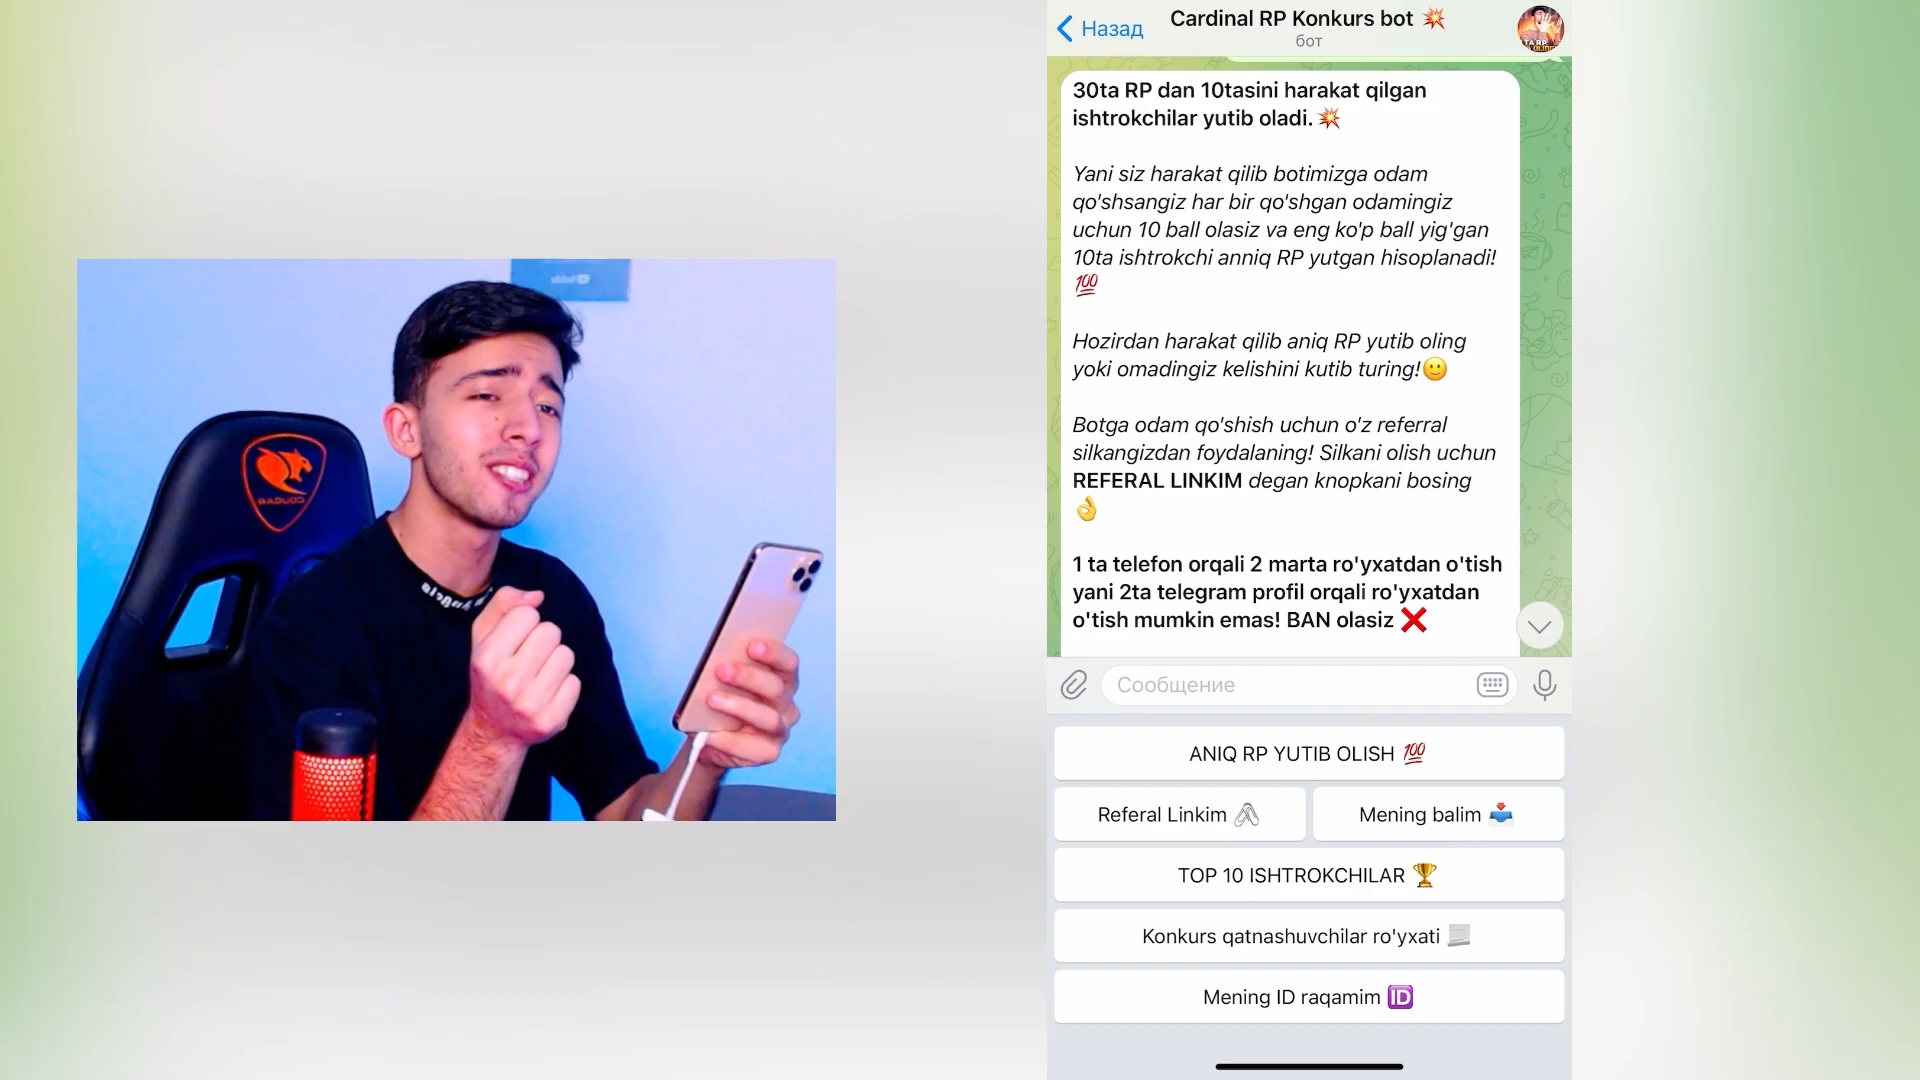 Назад
Cardinal RP Konkurs bot 💥
бот
30ta RP dan 10tasini harakat qilgan
ishtrokchilar yutib oladi. 💥
Yani siz harakat qilib botimizga odam
qo'shsangiz har bir qo'shgan odamingiz
uchun 10 ball olasiz va eng ko'p ball yig'gan
10ta ishtrokchi anniq RP yutgan hisoplanadi!
💯
Hozirdan harakat qilib aniq RP yutib oling
yoki omadingiz kelishini kutib turing!🙂
Botga odam qo'shish uchun o'z referral
silkangizdan foydalaning! Silkani olish uchun
REFERAL LINKIM degan knopkani bosing
👌
1 ta telefon orqali 2 marta ro'yxatdan o'tish
yani 2ta telegram profil orqali ro'yxatdan
o'tish mumkin emas! BAN olasiz ❌
Сообщение
ANIQ RP YUTIB OLISH 💯
Referal Linkim 🖇
Mening balim 📥
TOP 10 ISHTROKCHILAR 🏆
Konkurs qatnashuvchilar ro'yxati 📃
Mening ID raqamim 🆔
COUGAR